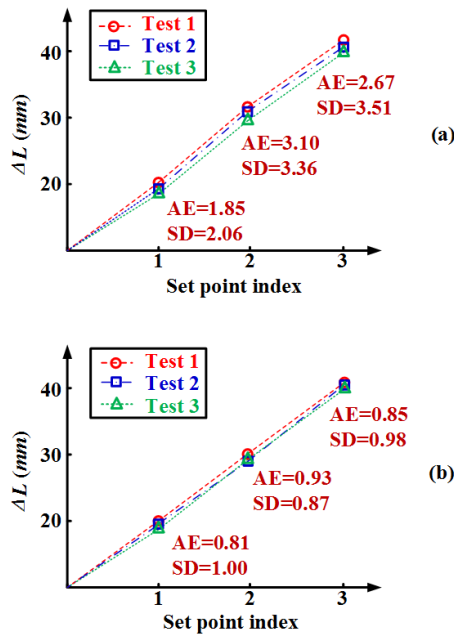 Test 1
Test 2
Test 3
ΔL (mm)
40
30
20
AE=2.67
SD=3.51
AE=3.10
SD=3.36
AE=1.85
SD=2.06
(a)
1 2 3
Set point index
Test 1
Test 2
Test 3
ΔL (mm)
40
30
20
AE=0.85
SD=0.98
AE=0.93
SD=0.87
AE=0.81
SD=1.00
(b)
1 2 3
Set point index